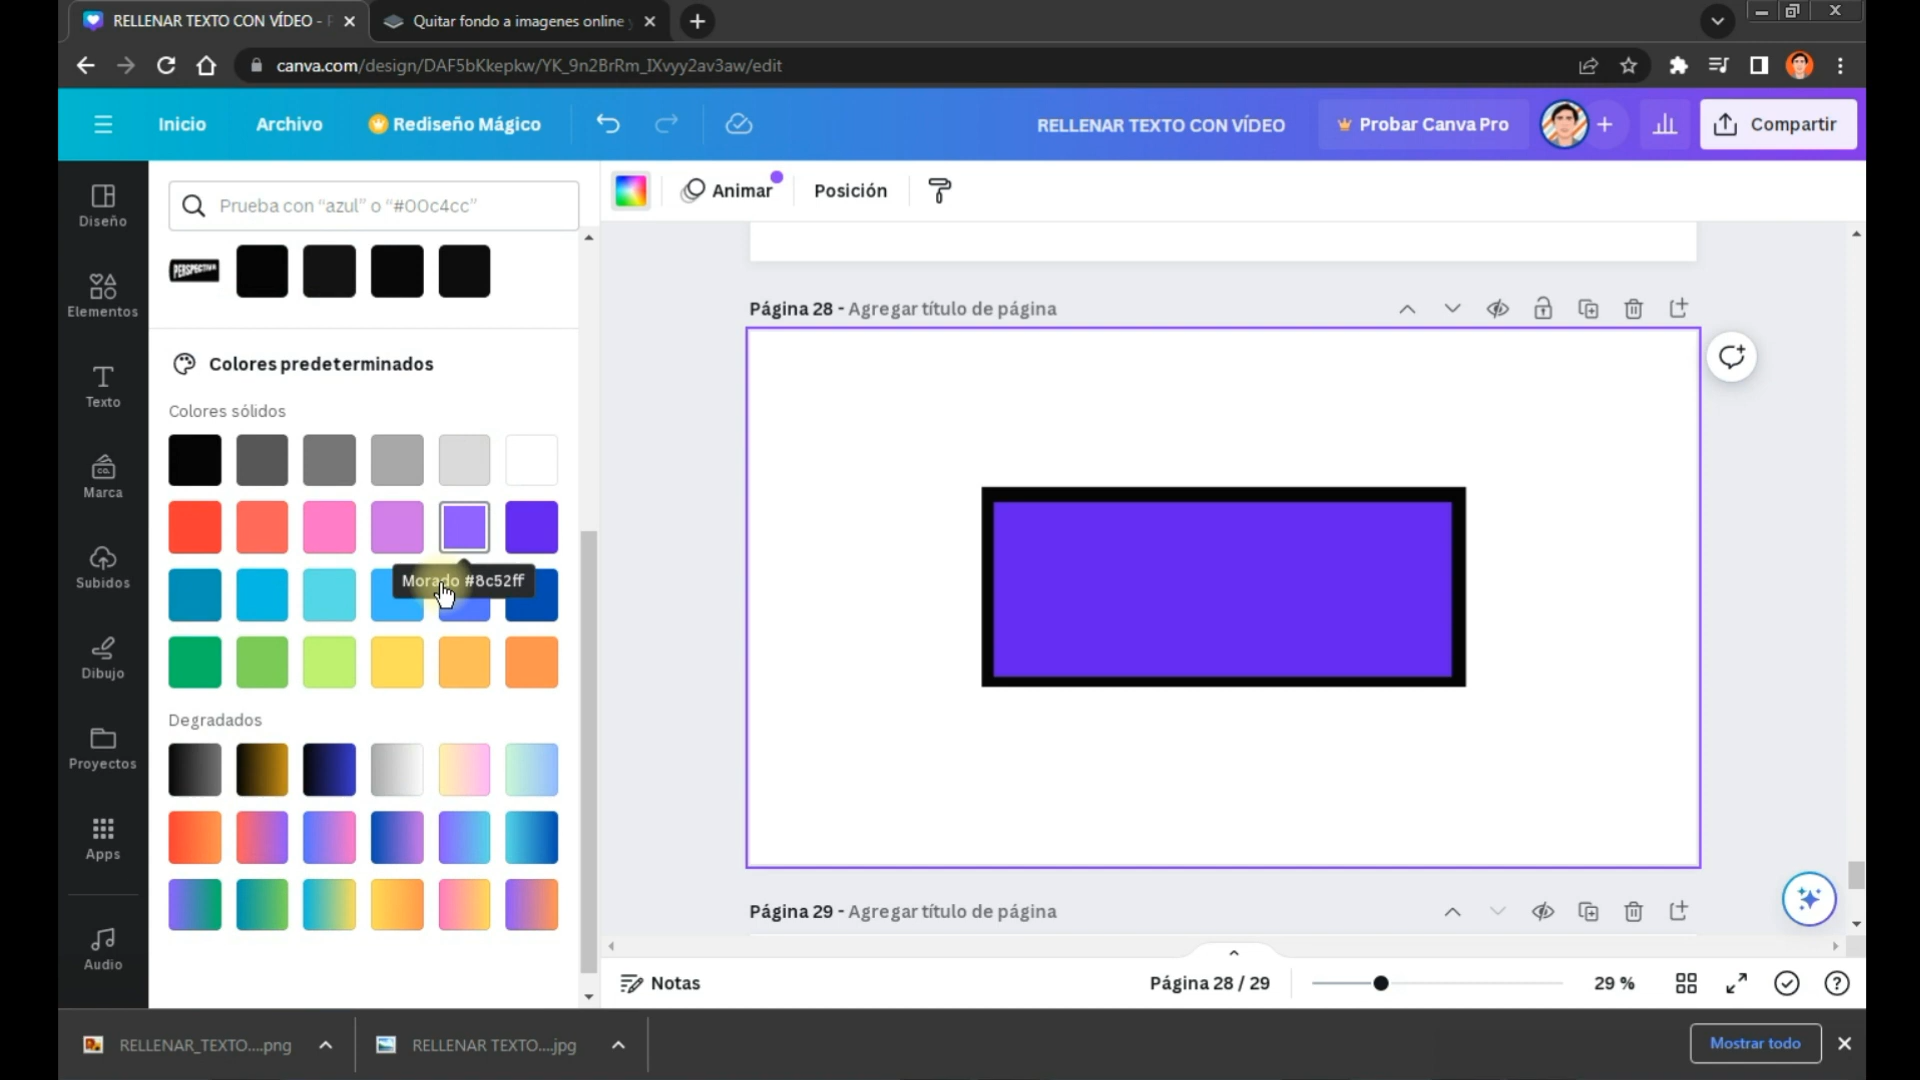 RELLENAR TEXTO CON VÍDEO -
Quitar fondo a imagenes online
canva.com/design/DAF5bKkepkw/YK_9n2BrRm_IXvyy2av3aw/edit
Inicio
Archivo
Rediseño Mágico
RELLENAR TEXTO CON VÍDEO
Probar Canva Pro
Compartir
Diseño
Elementos
Texto
Marca
Subidos
Dibujo
Proyectos
Apps
Audio
Prueba con “azul” o “#00c4cc”
Animar
Posición
PERSPECTIVA
Colores predeterminados
Colores sólidos
Morado #8c52ff
Degradados
Página 28 - Agregar título de página
Página 29 - Agregar título de página
Notas
Página 28 / 29
29 %
RELLENAR_TEXTO....png
RELLENAR TEXTO....jpg
Mostrar todo